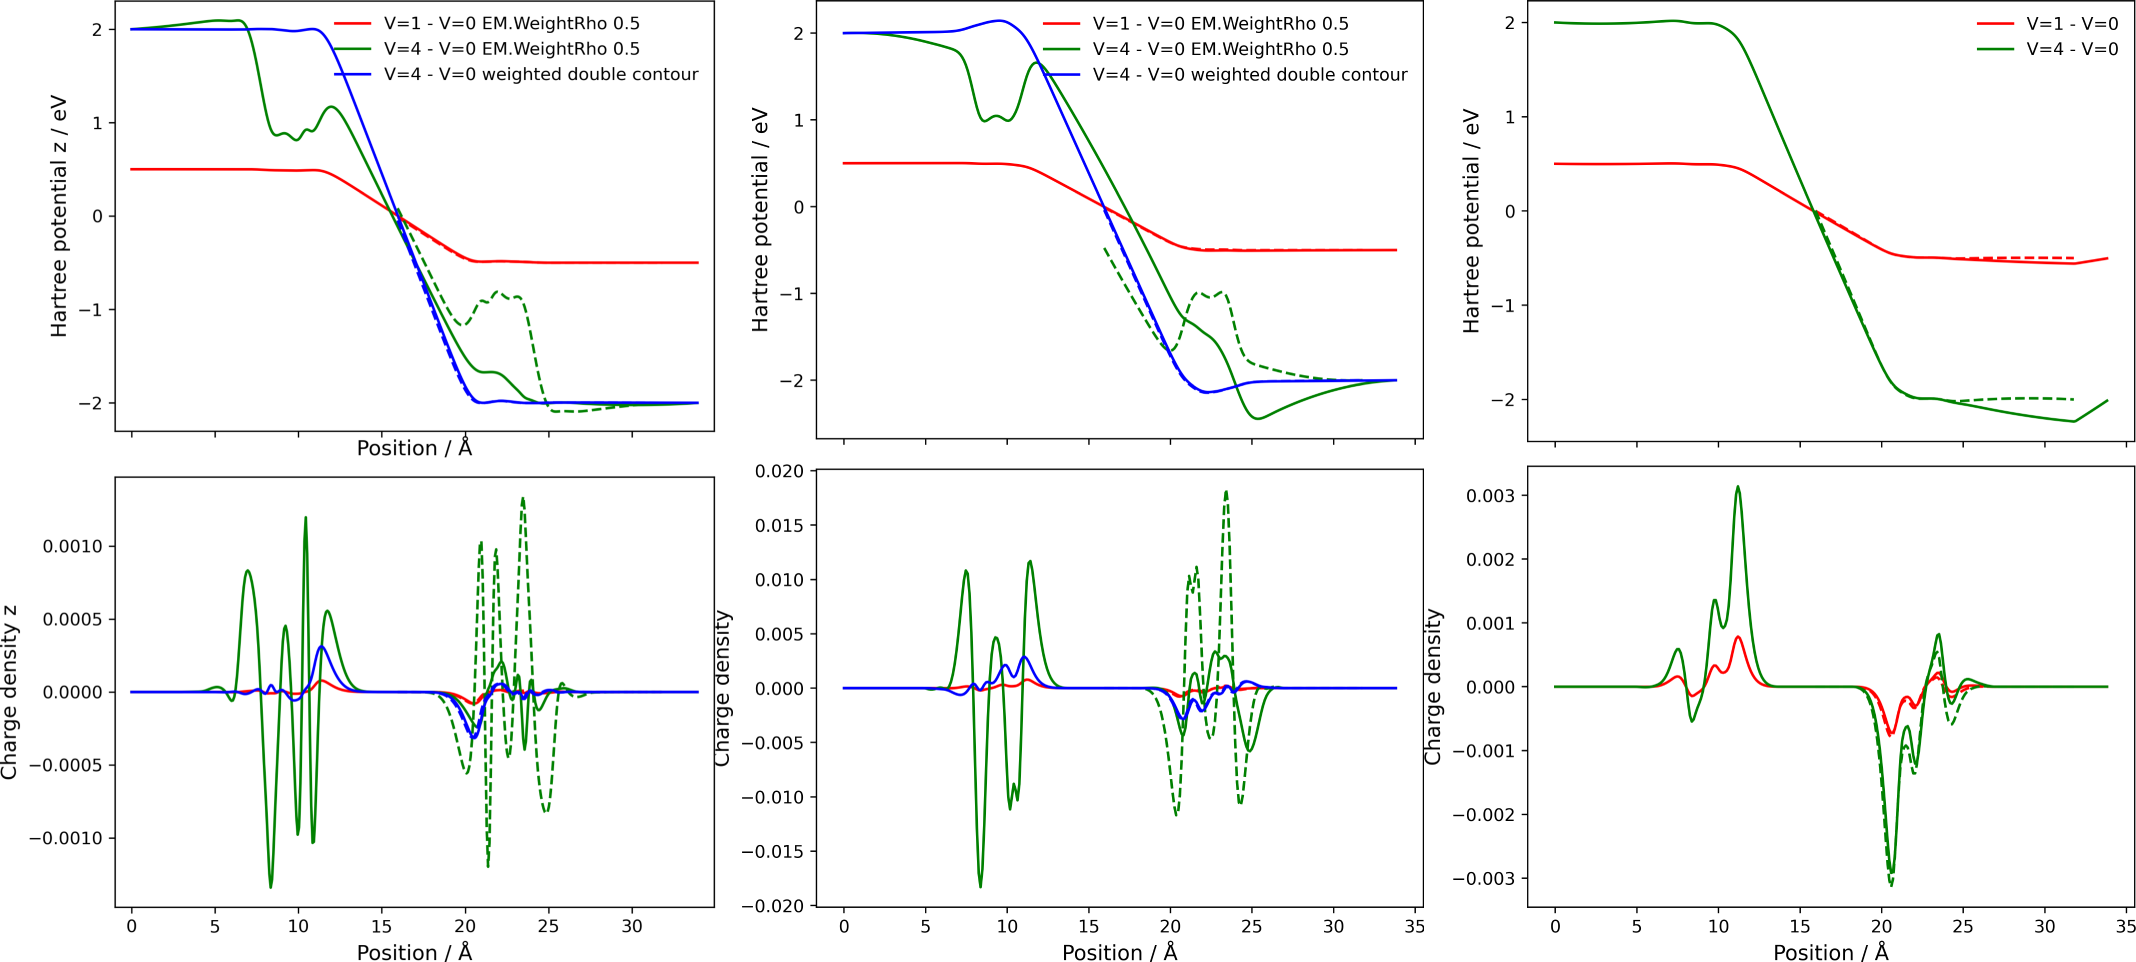 Hartree potential z / eV
2
1
0
−1
−2
V=1 - V=0 EM.WeightRho 0.5
V=4 - V=0 EM.WeightRho 0.5
V=4 - V=0 weighted double contour
Position / Å
Hartree potential / eV
2
1
0
−1
−2
V=1 - V=0 EM.WeightRho 0.5
V=4 - V=0 EM.WeightRho 0.5
V=4 - V=0 weighted double contour
Hartree potential / eV
2
1
0
−1
−2
V=1 - V=0
V=4 - V=0
Charge density z
0.0010
0.0005
0.0000
−0.0005
−0.0010
0 5 10 15 20 25 30
Position / Å
Charge density
0.020
0.015
0.010
0.005
0.000
−0.005
−0.010
−0.015
−0.020
0 5 10 15 20 25 30 35
Position / Å
Charge density
0.003
0.002
0.001
0.000
−0.001
−0.002
−0.003
0 5 10 15 20 25 30 35
Position / Å